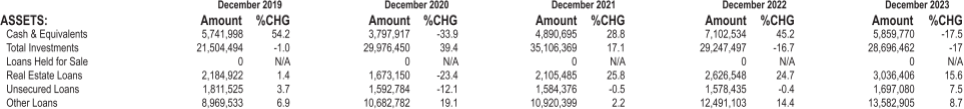 December 2019 December 2020 December 2021 December 2022 December 2023
ASSETS: Amount %CHG Amount %CHG Amount %CHG Amount %CHG Amount %CHG
Cash & Equivalents 5,741,998 54.2 3,797,917 -33.9 4,890,695 28.8 7,102,534 45.2 5,859,770 -17.5
Total Investments 21,504,494 -1.0 29,976,450 39.4 35,106,369 17.1 29,247,497 -16.7 28,696,462 -17
Loans Held for Sale 0 N/A 0 N/A 0 N/A 0 N/A 0 N/A
Real Estate Loans 2,184,922 1.4 1,673,150 -23.4 2,105,485 25.8 2,626,548 24.7 3,036,406 15.6
Unsecured Loans 1,811,525 3.7 1,592,784 -12.1 1,584,376 -0.5 1,578,435 -0.4 1,697,080 7.5
Other Loans 8,969,533 6.9 10,682,782 19.1 10,920,399 2.2 12,491,103 14.4 13,582,905 8.7